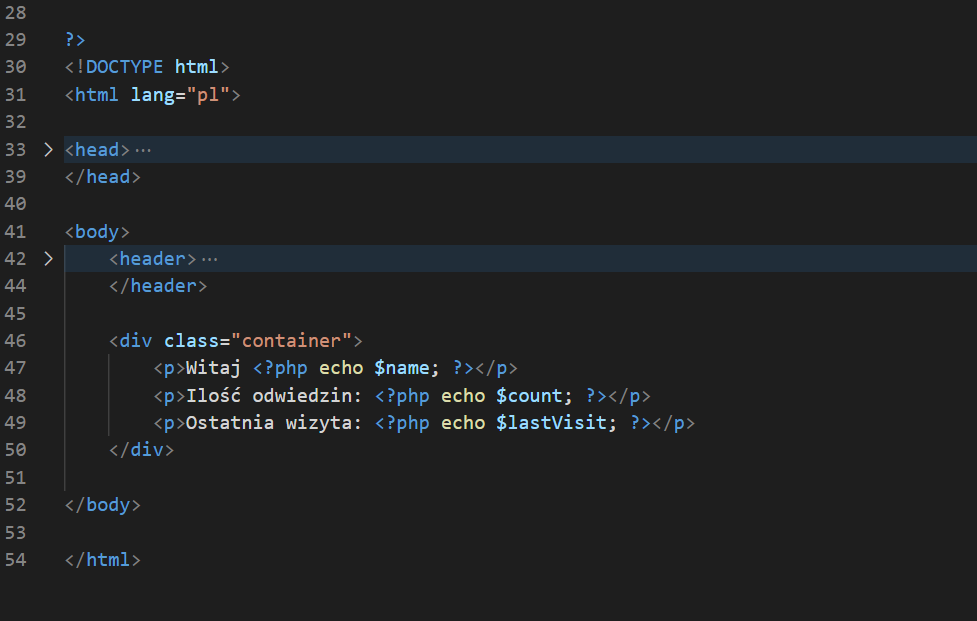 28
29 ?>
30 <!DOCTYPE html>
31 <html lang="pl">
32
33 > <head>···
39 </head>
40
41 <body>
42 > <header>···
44 </header>
45
46 <div class="container">
47 <p>Witaj <?php echo $name; ?></p>
48 <p>Ilość odwiedzin: <?php echo $count; ?></p>
49 <p>Ostatnia wizyta: <?php echo $lastVisit; ?></p>
50 </div>
51
52 </body>
53
54 </html>